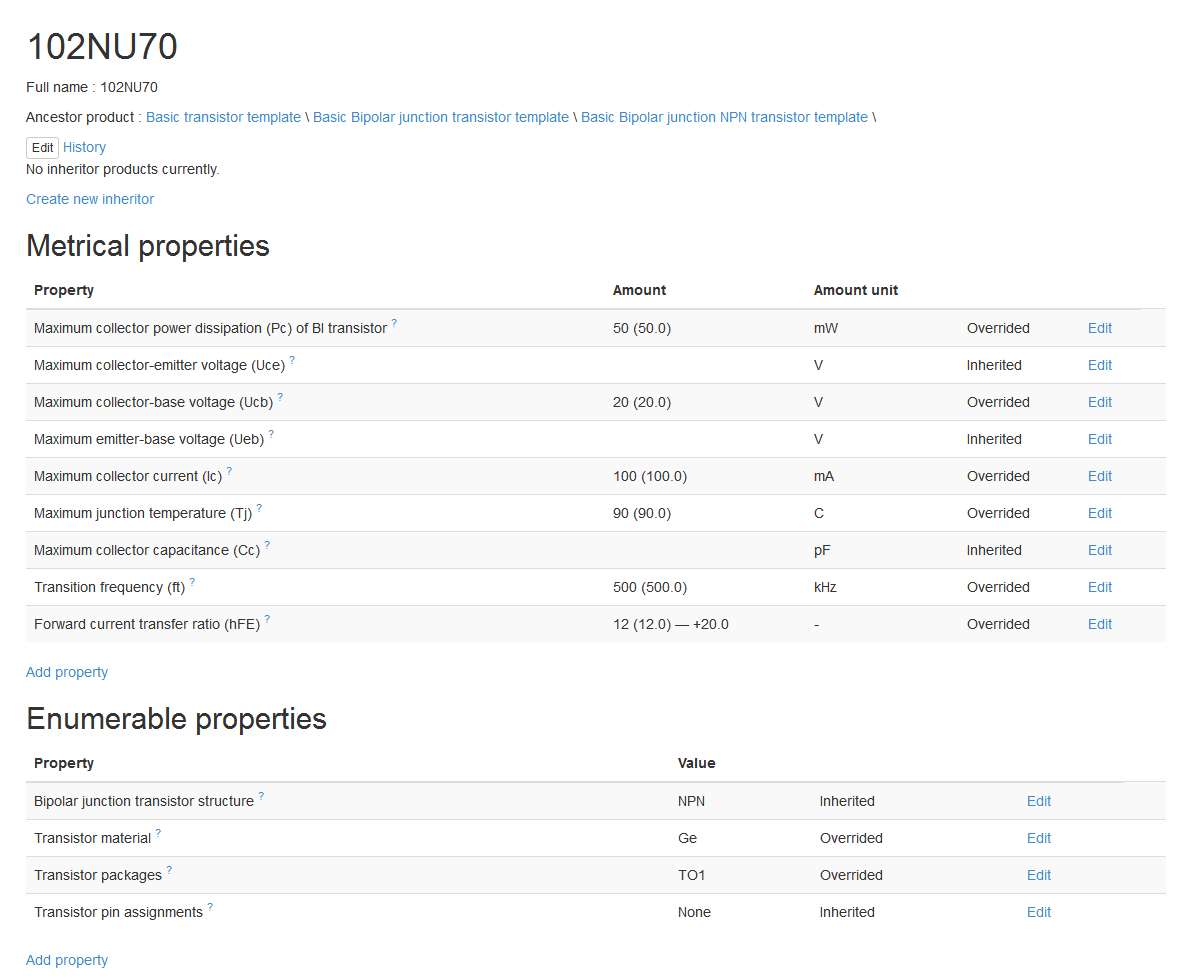 102NU70
Full name : 102NU70
Ancestor product : Basic transistor template \ Basic Bipolar junction transistor template \ Basic Bipolar junction NPN transistor template \
Edit History
No inheritor products currently.
Create new inheritor
Metrical properties
Property Amount Amount unit
Maximum collector power dissipation (Pc) of BI transistor ? 50 (50.0) mW Overrided Edit
Maximum collector-emitter voltage (Uce) ? V Inherited Edit
Maximum collector-base voltage (Ucb) ? 20 (20.0) V Overrided Edit
Maximum emitter-base voltage (Ueb) ? V Inherited Edit
Maximum collector current (Ic) ? 100 (100.0) mA Overrided Edit
Maximum junction temperature (Tj) ? 90 (90.0) C Overrided Edit
Maximum collector capacitance (Cc) ? pF Inherited Edit
Transition frequency (ft) ? 500 (500.0) kHz Overrided Edit
Forward current transfer ratio (hFE) ? 12 (12.0) — +20.0 - Overrided Edit
Add property
Enumerable properties
Property Value
Bipolar junction transistor structure ? NPN Inherited Edit
Transistor material ? Ge Overrided Edit
Transistor packages ? TO1 Overrided Edit
Transistor pin assignments ? None Inherited Edit
Add property